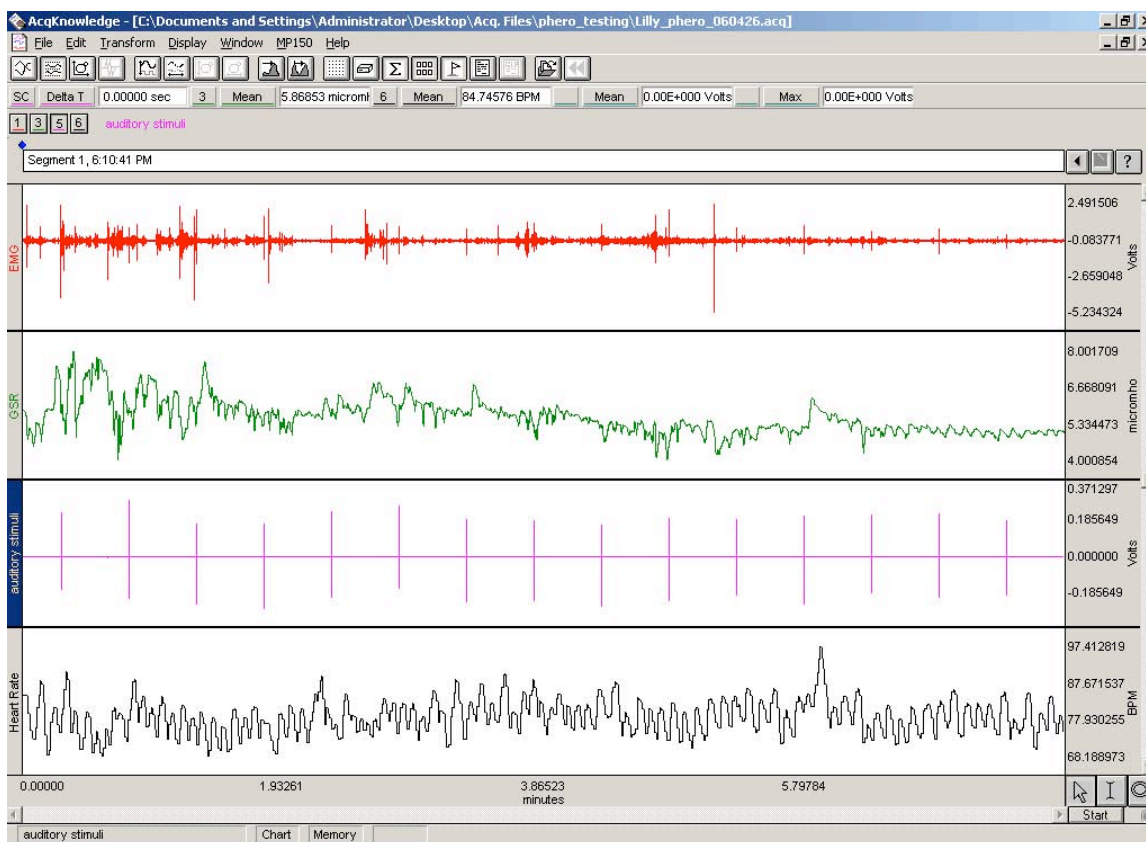 AcqKnowledge - [C:\Documents and Settings\Administrator\Desktop\Acq. Files\phero_testing\Lilly_phero_060426.acq]
File Edit Transform Display Window MP150 Help
SC Delta T 0.00000 sec 3 Mean 5.86853 micromh 6 Mean 84.74576 BPM Mean 0.00E+000 Volts Max 0.00E+000 Volts
1 3 5 6 auditory stimuli
Segment 1, 6:10:41 PM ?
EMG
2.491506
-0.083771
-2.659048
-5.234324
Volts
GSR
8.001709
6.668091
5.334473
4.000854
micromho
auditory stimuli
0.371297
0.185649
0.000000
-0.185649
Volts
Heart Rate
97.412819
87.671537
77.930255
68.188973
BPM
0.00000 1.93261 3.86523 5.79784
minutes
Start
auditory stimuli Chart Memory